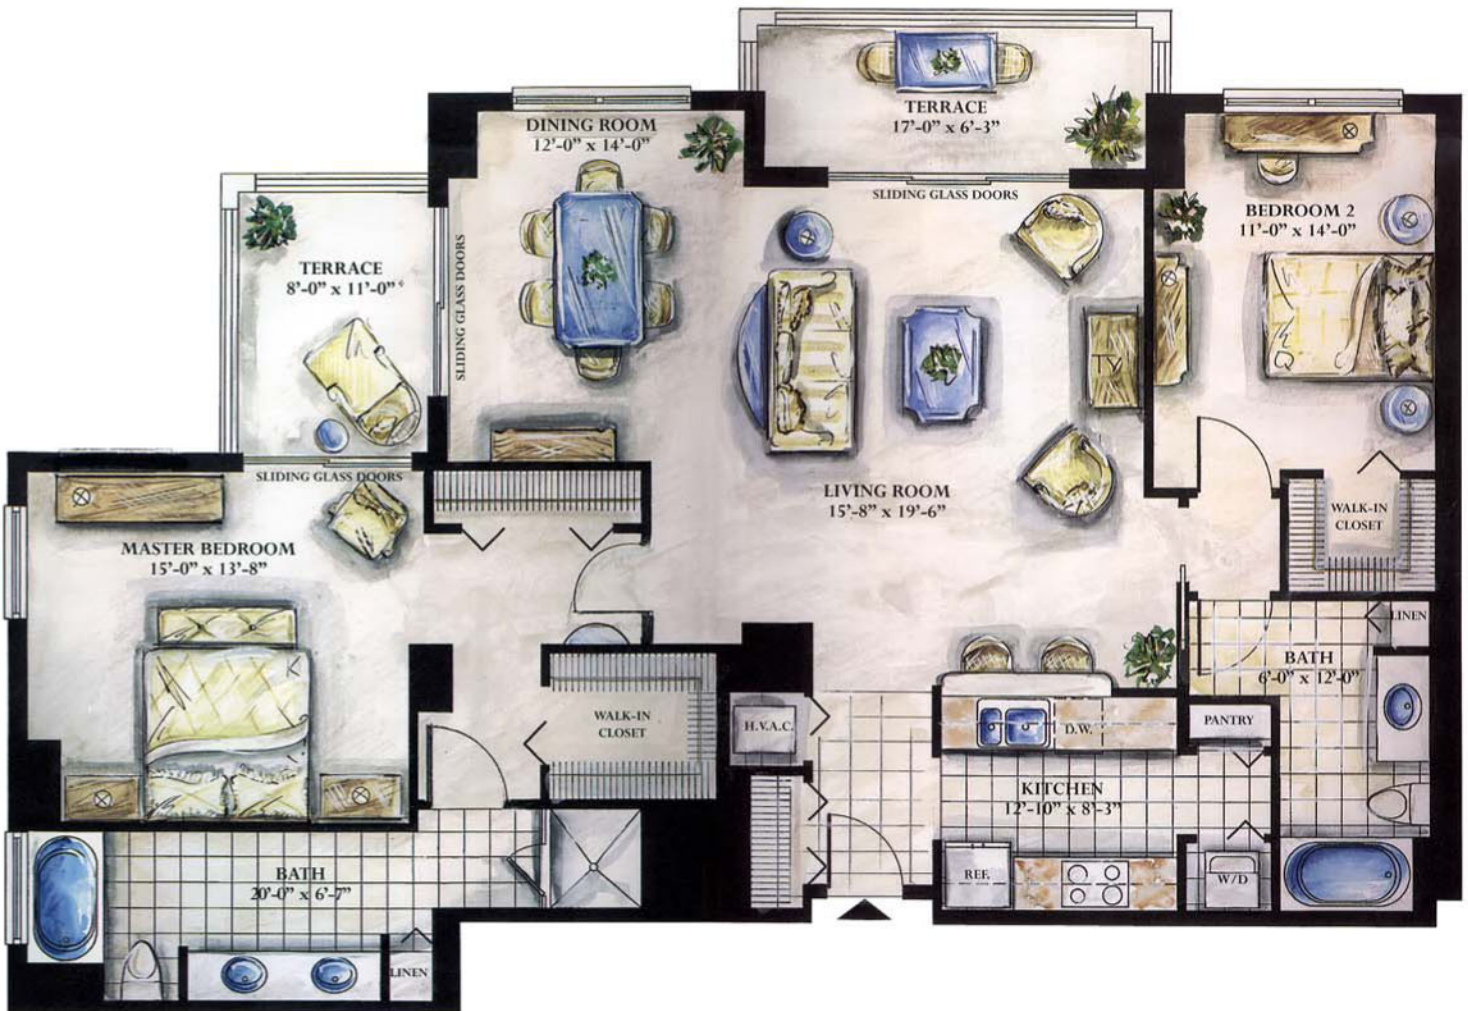 TERRACE
17'-0" x 6'-3"
SLIDING GLASS DOORS
DINING ROOM
12'-0" x 14'-0"
BEDROOM 2
11'-0" x 14'-0"
TERRACE
8'-0" x 11'-0"
SLIDING GLASS DOORS
TV
SLIDING GLASS DOORS
LIVING ROOM
15'-8" x 19'-6"
WALK-IN
CLOSET
MASTER BEDROOM
15'-0" x 13'-8"
LINEN
BATH
6'-0" x 12'-0"
WALK-IN
CLOSET
H.V.A.C.
D.W.
PANTRY
KITCHEN
12'-10" x 8'-3"
BATH
20'-0" x 6'-7"
REF.
W/D
LINEN